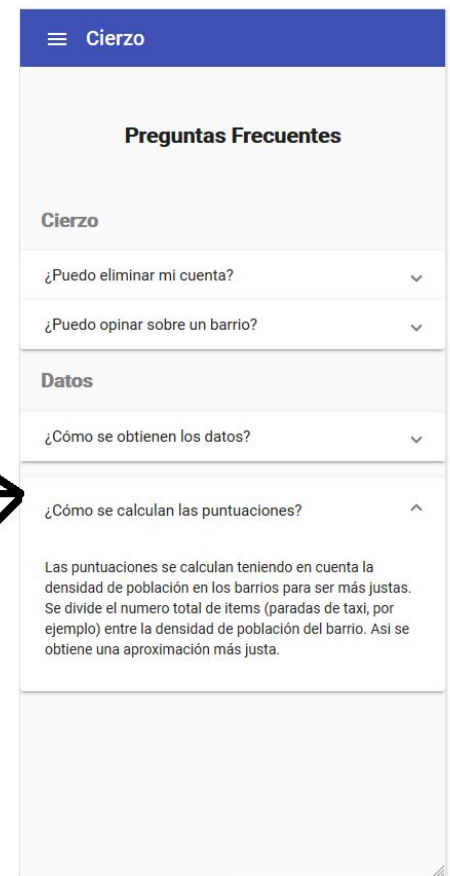 Cierzo
Preguntas Frecuentes
Cierzo
¿Puedo eliminar mi cuenta?
¿Puedo opinar sobre un barrio?
Datos
¿Cómo se obtienen los datos?
¿Cómo se calculan las puntuaciones?
Las puntuaciones se calculan teniendo en cuenta la
densidad de población en los barrios para ser más justas.
Se divide el numero total de items (paradas de taxi, por
ejemplo) entre la densidad de población del barrio. Asi se
obtiene una aproximación más justa.